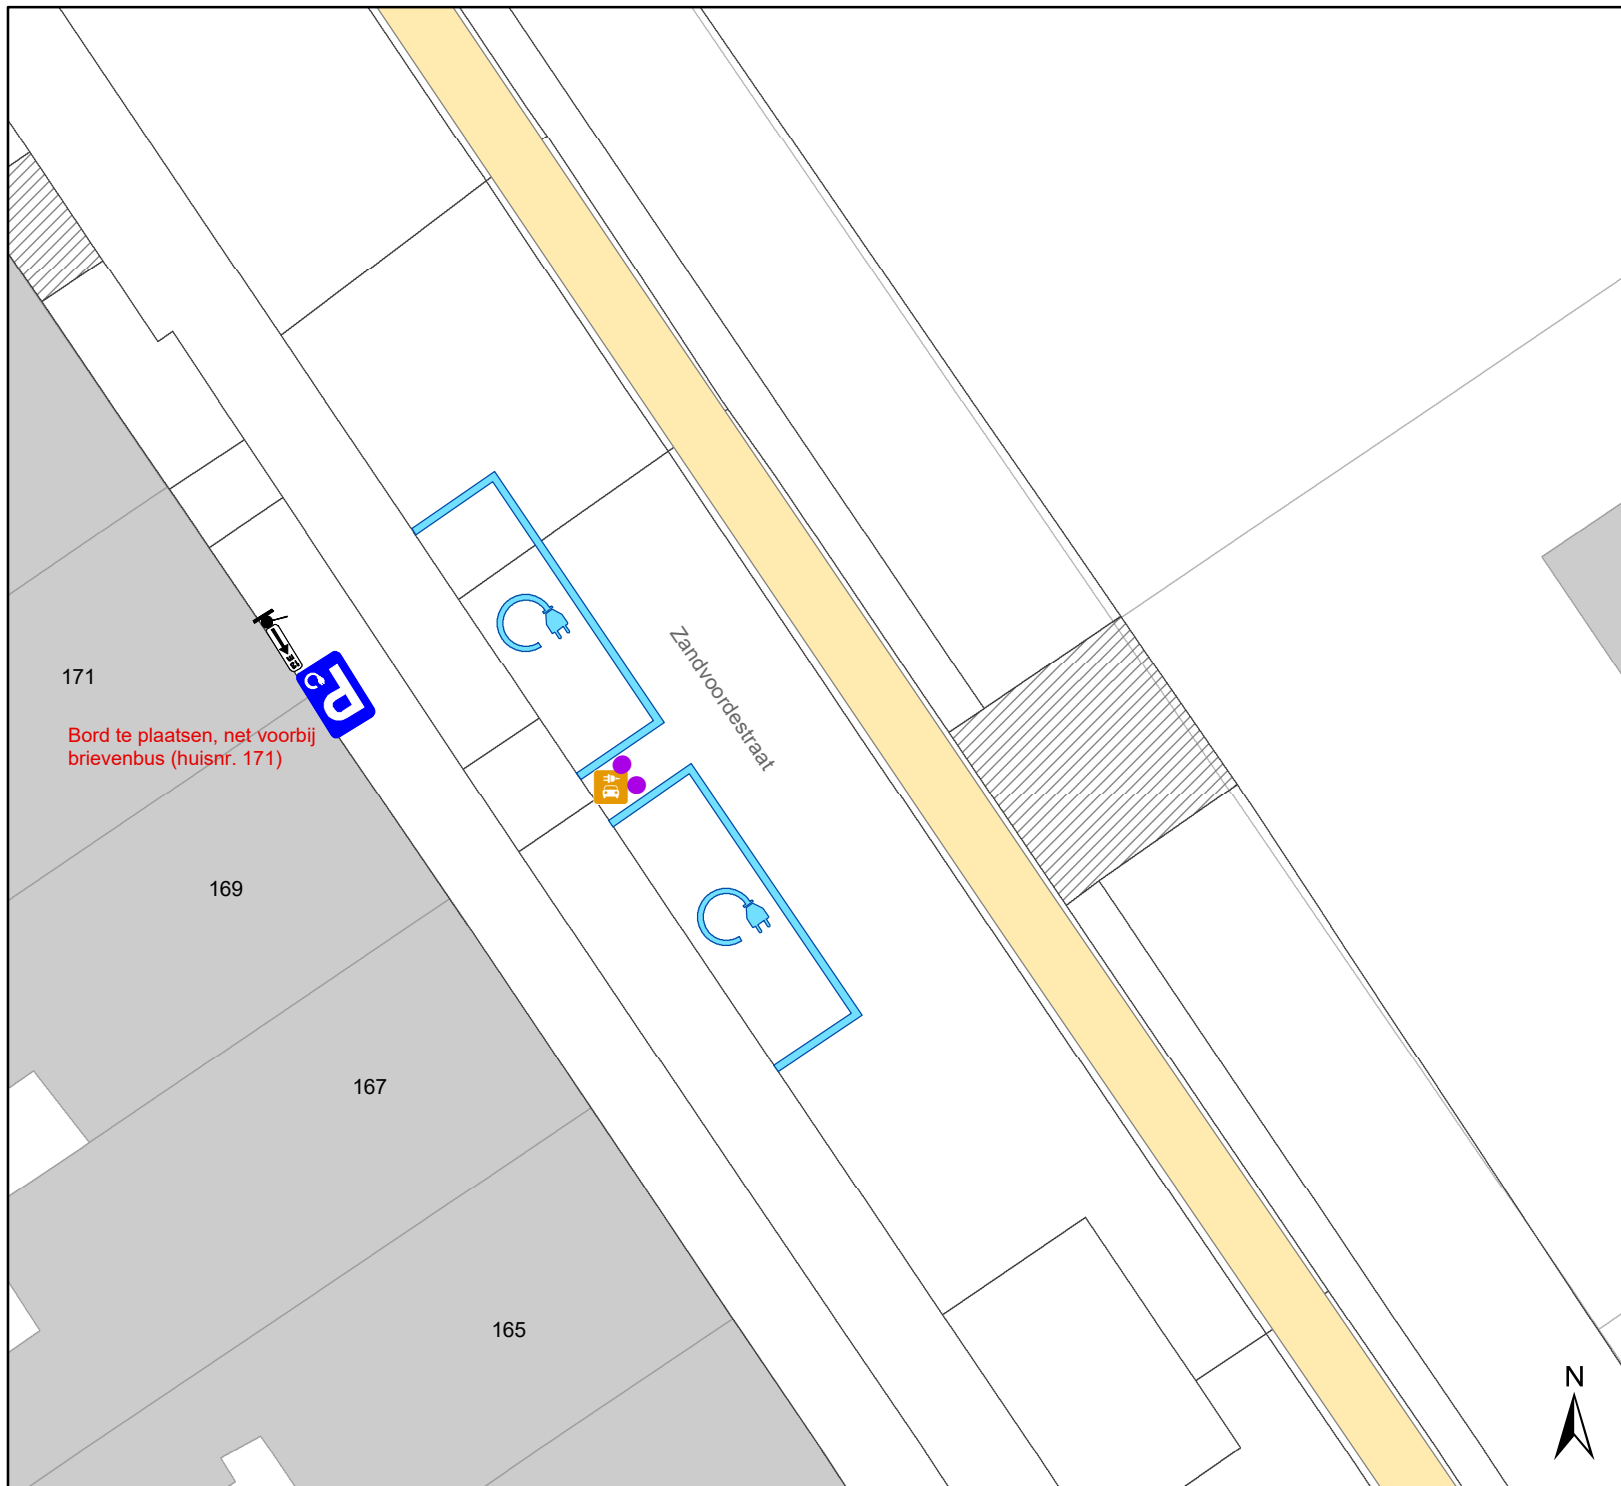 Zandvoordestraat
171
P
Bord te plaatsen, net voorbij
brievenbus (huisnr. 171)
169
167
165
N